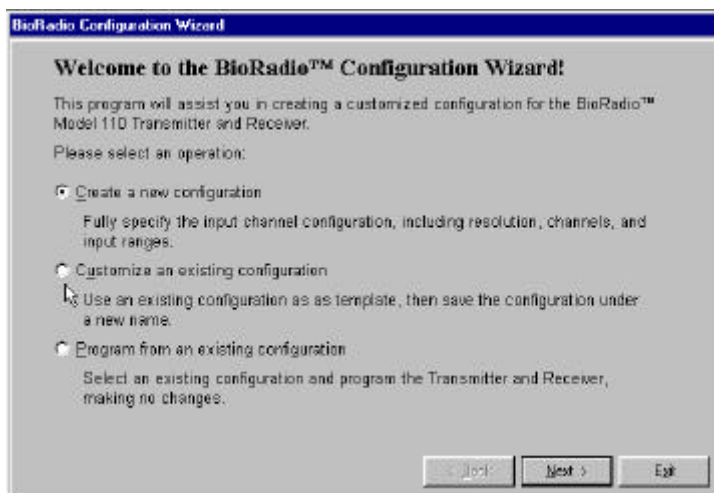 BioRadio Configuration Wizard
Welcome to the BioRadio™ Configuration Wizard!
This program will assist you in creating a customized configuration for the BioRadio™
Model 110 Transmitter and Receiver.
Please select an operation:
Create a new configuration
Fully specify the input channel configuration, including resolution, channels, and
input ranges.
Customize an existing configuration
Use an existing configuration as as template, then save the configuration under
a new name.
Program from an existing configuration
Select an existing configuration and program the Transmitter and Receiver,
making no changes.
< Back
Next >
Exit